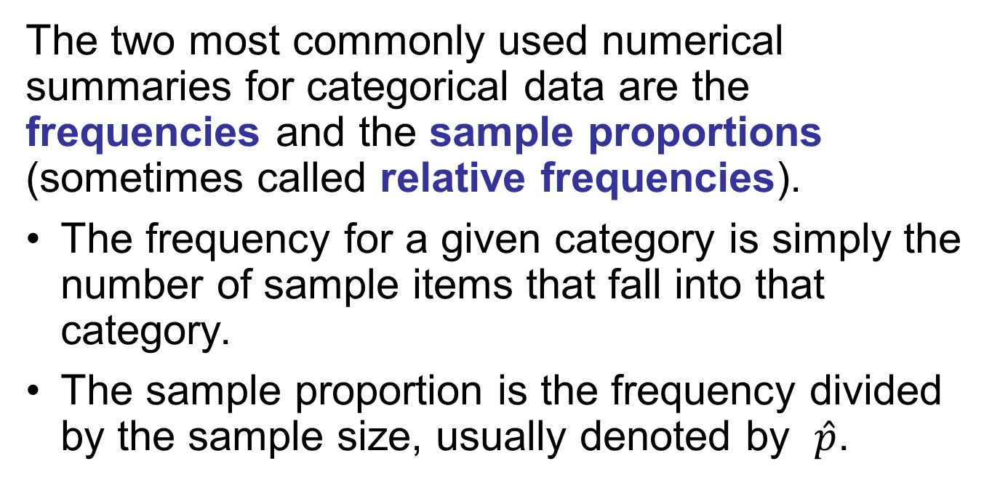 The two most commonly used numerical
summaries for categorical data are the
frequencies and the sample proportions
(sometimes called relative frequencies).
• The frequency for a given category is simply the
number of sample items that fall into that
category.
• The sample proportion is the frequency divided
by the sample size, usually denoted by p̂.